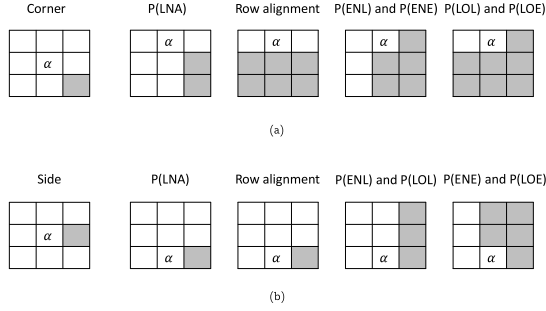 Corner P(LNA) Row alignment P(ENL) and P(ENE) P(LOL) and P(LOE)
α α α α α
(a)
Side P(LNA) Row alignment P(ENL) and P(LOL) P(ENE) and P(LOE)
α α α α α
(b)